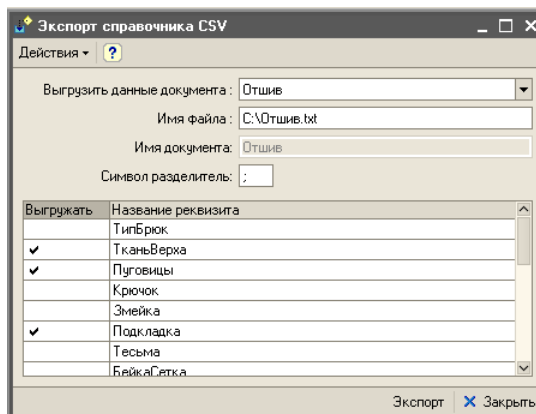 Экспорт справочника CSV
Действия
Выгрузить данные документа : Отшив
Имя файла : C:\Отшив.txt
Имя документа: Отшив
Символ разделитель: ;
Выгружать Название реквизита
ТипБрюк
ТканьВерха
Пуговицы
Крючок
Змейка
Подкладка
Тесьма
БейкаСетка
Экспорт Закрыть